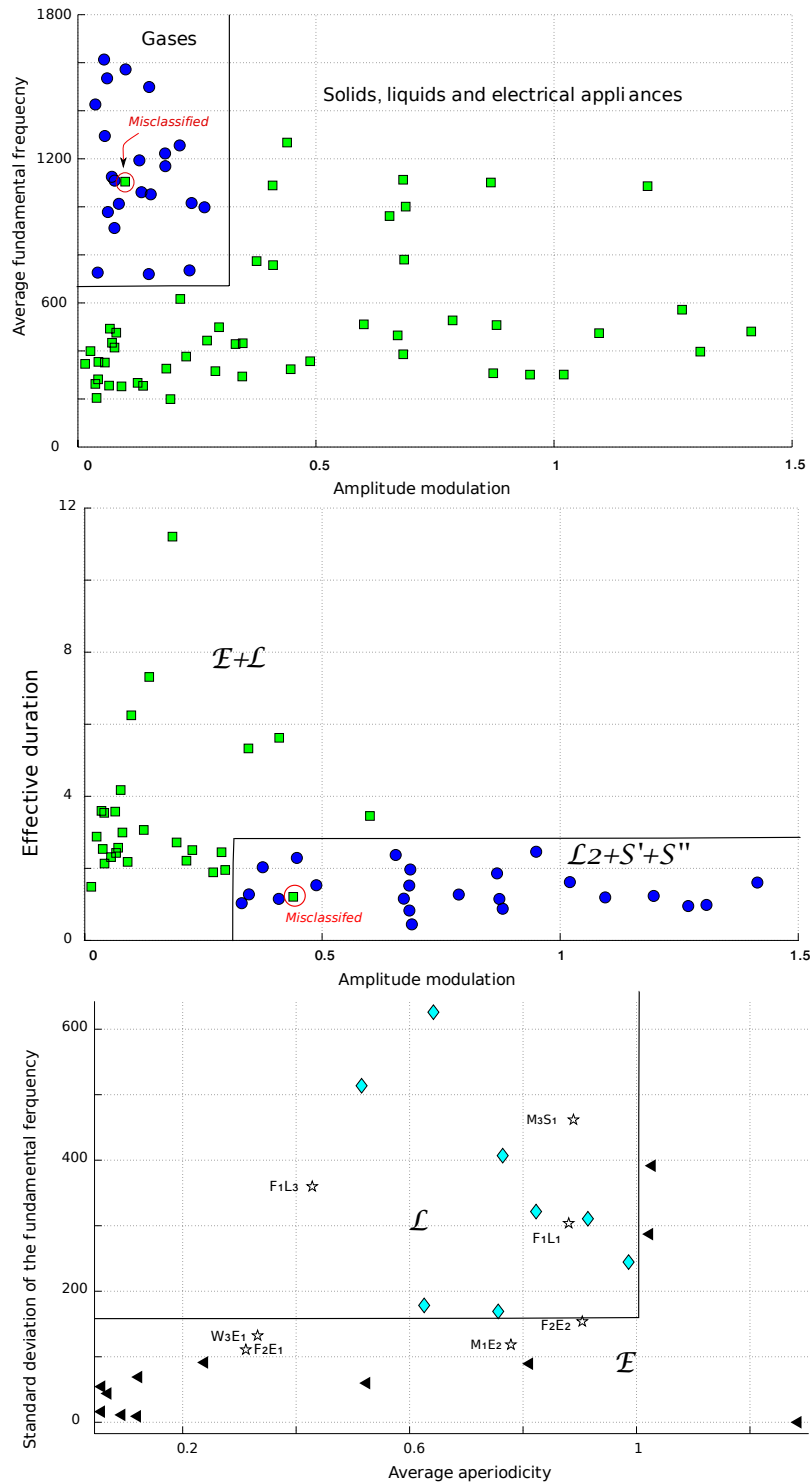 1800
Gases
Solids, liquids and electrical appliances
Misclassified
1200
600
0
Average fundamental frequecny
0 0.5 1 1.5
Amplitude modulation
12
8
4
0
Effective duration
E+L
L2+S'+S"
Misclassifed
0 0.5 1 1.5
Amplitude modulation
600
400
200
0
Standard deviation of the fundamental ferquency
M3S1
F1L3
L
F1L1
F2E2
W3E1
F2E1
M1E2
E
0.2 0.6 1
Average aperiodicity